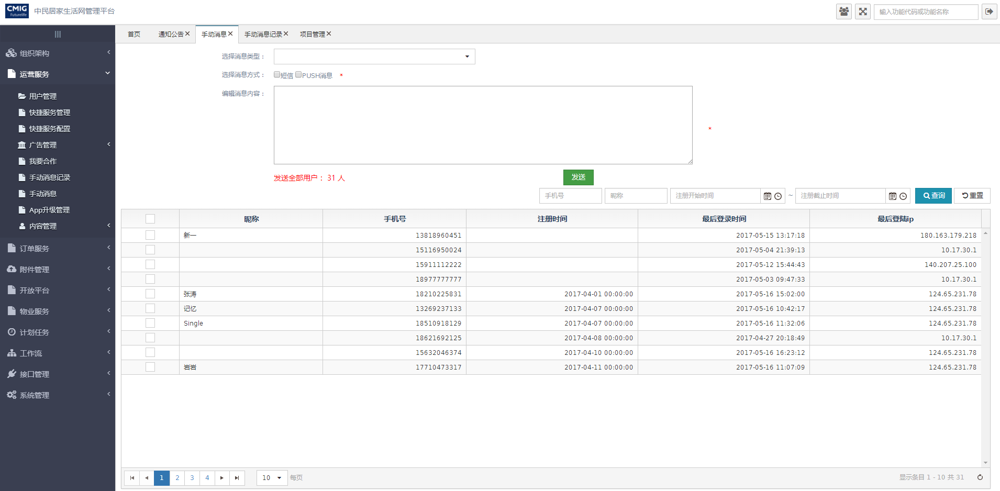 CMIG
Futurelife
中民居家生活网管理平台
输入功能代码或功能名称
首页 通知公告 手动消息 手动消息记录 项目管理
组织架构
运营服务
用户管理
快捷服务管理
快捷服务配置
广告管理
我要合作
手动消息记录
手动消息
App升级管理
内容管理
订单服务
附件管理
开放平台
物业服务
计划任务
工作流
接口管理
系统管理
选择消息类型：
选择消息方式： 短信 PUSH消息 *
编辑消息内容： *
发送全部用户： 31 人 发送
手机号 昵称 注册开始时间 ~ 注册截止时间 查询 重置
昵称 手机号 注册时间 最后登录时间 最后登陆ip
新一 13818960451 2017-05-15 13:17:18 180.163.179.218
15116950024 2017-05-04 21:39:13 10.17.30.1
15911112222 2017-05-12 15:44:43 140.207.25.100
18977777777 2017-05-03 09:47:33 10.17.30.1
张涛 18210225831 2017-04-01 00:00:00 2017-05-16 15:02:00 124.65.231.78
记忆 13269237133 2017-04-07 00:00:00 2017-05-16 10:42:17 124.65.231.78
Single 18510918129 2017-04-07 00:00:00 2017-05-16 11:32:06 124.65.231.78
18621692125 2017-04-08 00:00:00 2017-04-27 20:18:49 10.17.30.1
15632046374 2017-04-10 00:00:00 2017-05-16 16:23:12 124.65.231.78
岩岩 17710473317 2017-04-11 00:00:00 2017-05-16 11:07:09 124.65.231.78
1 2 3 4 10 每页 显示条目 1 - 10 共 31